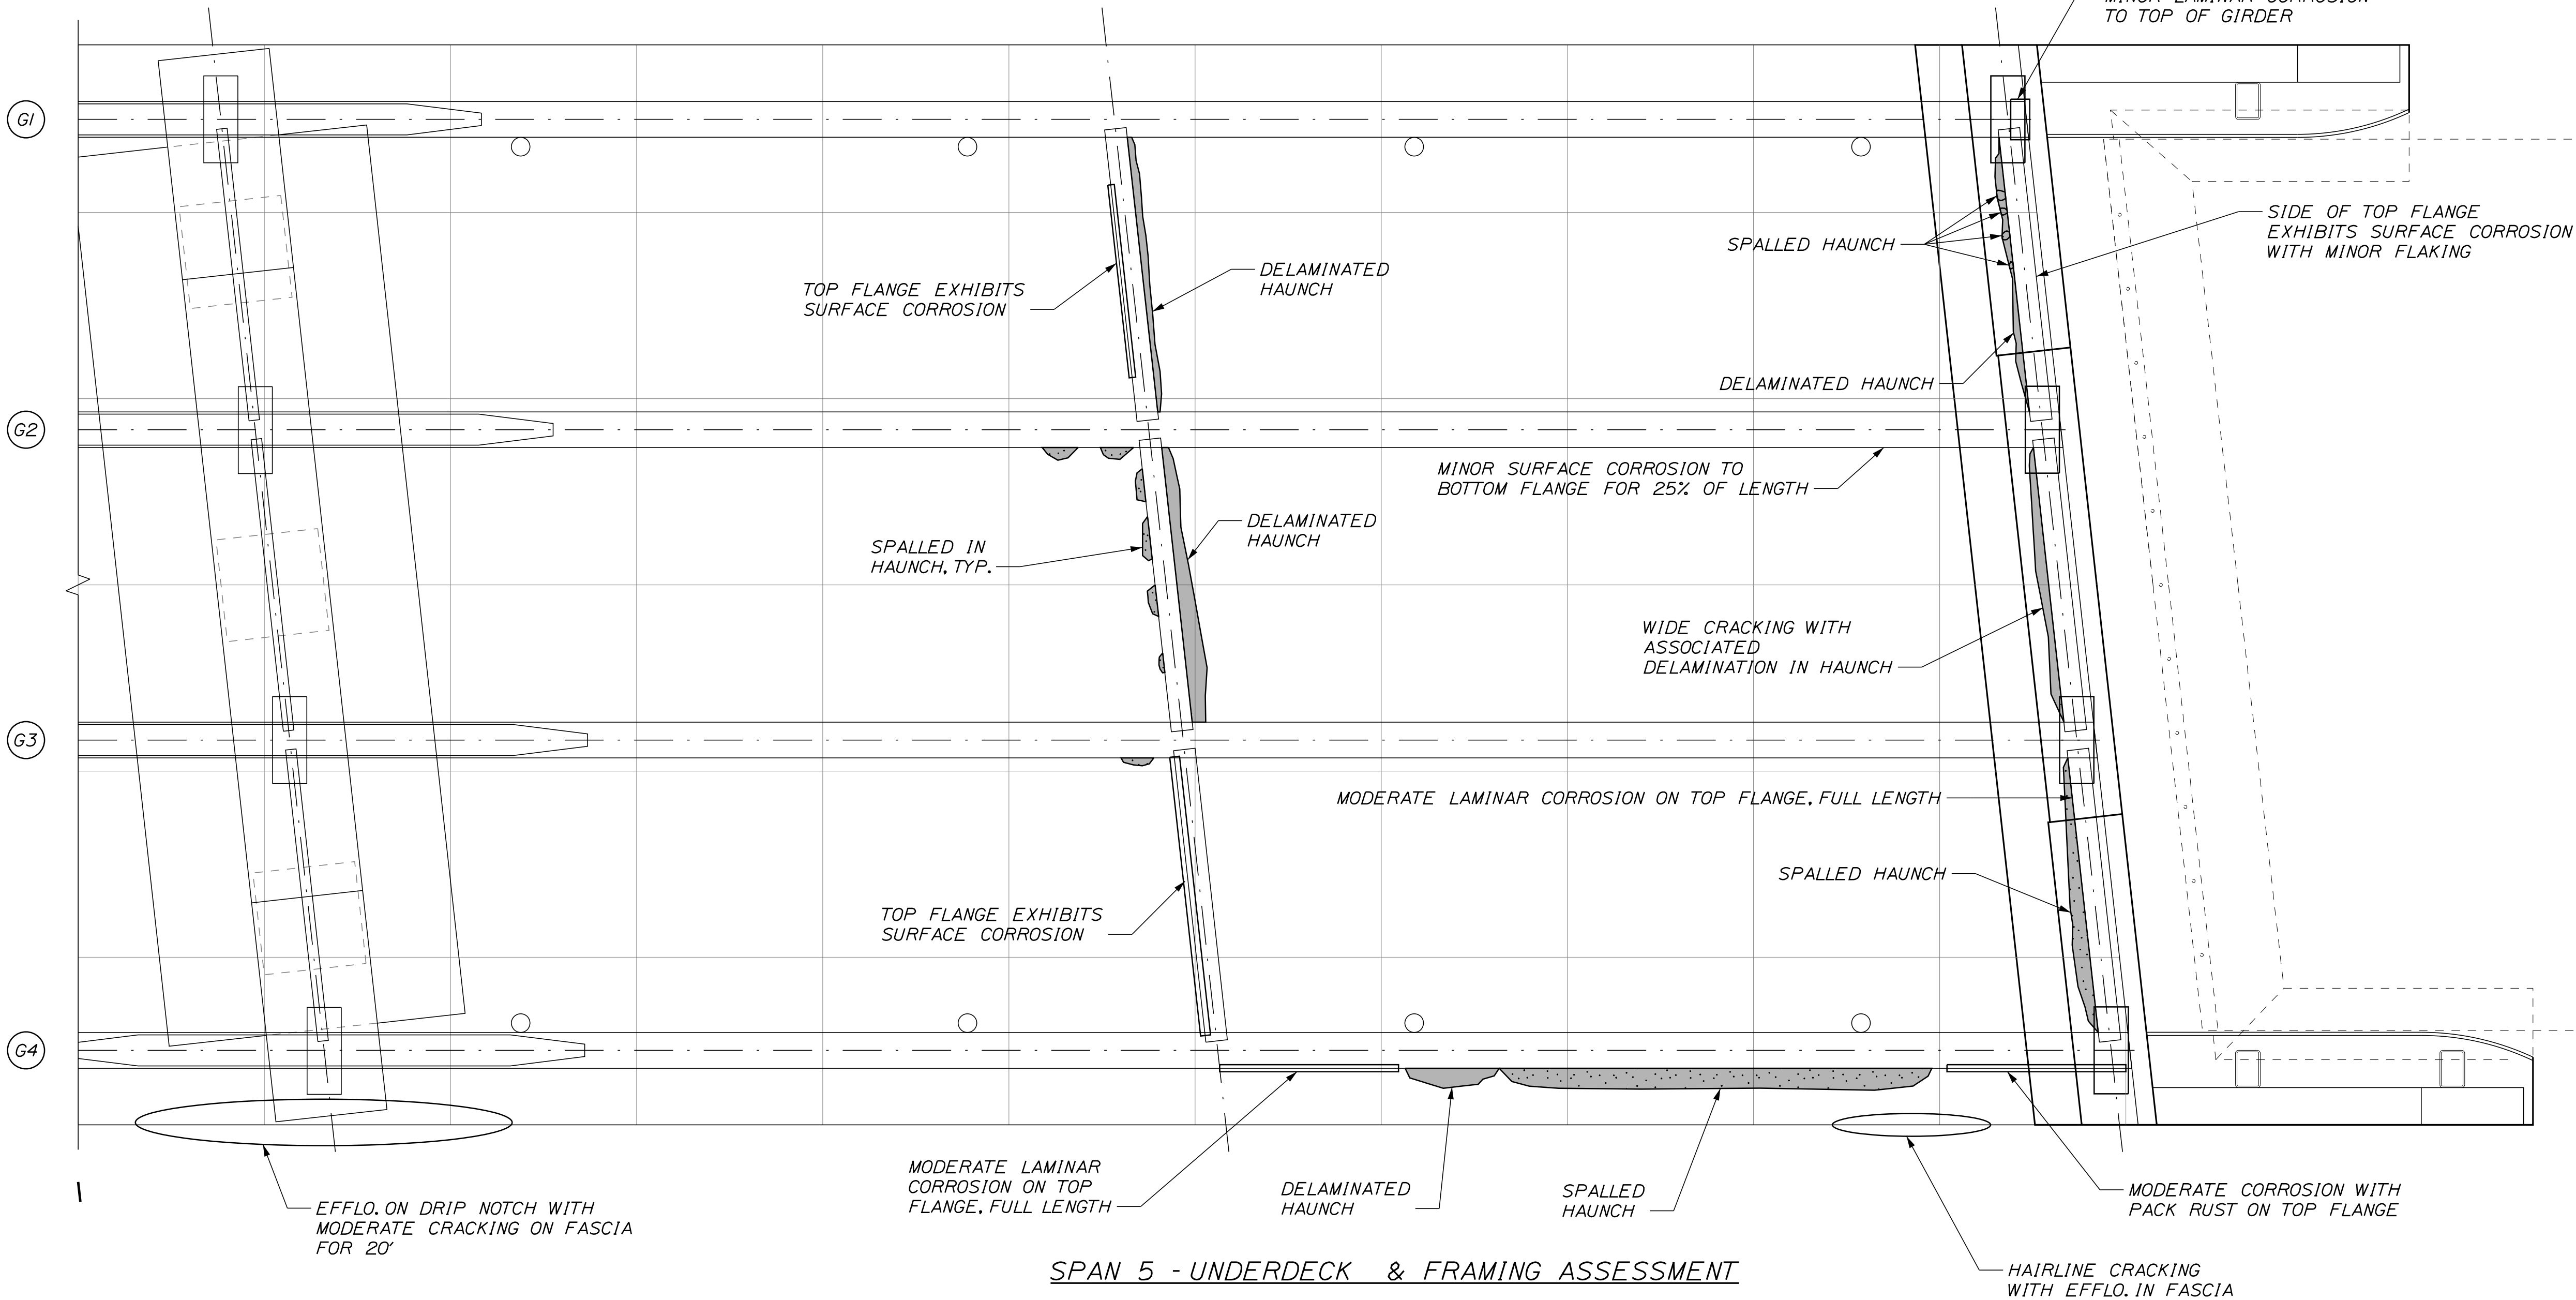 MINOR LAMINAR CORROSION
TO TOP OF GIRDER
G1
SIDE OF TOP FLANGE
EXHIBITS SURFACE CORROSION
WITH MINOR FLAKING
SPALLED HAUNCH
DELAMINATED
HAUNCH
TOP FLANGE EXHIBITS
SURFACE CORROSION
DELAMINATED HAUNCH
G2
MINOR SURFACE CORROSION TO
BOTTOM FLANGE FOR 25% OF LENGTH
DELAMINATED
HAUNCH
SPALLED IN
HAUNCH, TYP.
WIDE CRACKING WITH
ASSOCIATED
DELAMINATION IN HAUNCH
G3
MODERATE LAMINAR CORROSION ON TOP FLANGE, FULL LENGTH
SPALLED HAUNCH
TOP FLANGE EXHIBITS
SURFACE CORROSION
G4
MODERATE LAMINAR
CORROSION ON TOP
FLANGE, FULL LENGTH
DELAMINATED
HAUNCH
SPALLED
HAUNCH
MODERATE CORROSION WITH
PACK RUST ON TOP FLANGE
EFFLO. ON DRIP NOTCH WITH
MODERATE CRACKING ON FASCIA
FOR 20'
SPAN 5 - UNDERDECK & FRAMING ASSESSMENT
HAIRLINE CRACKING
WITH EFFLO. IN FASCIA